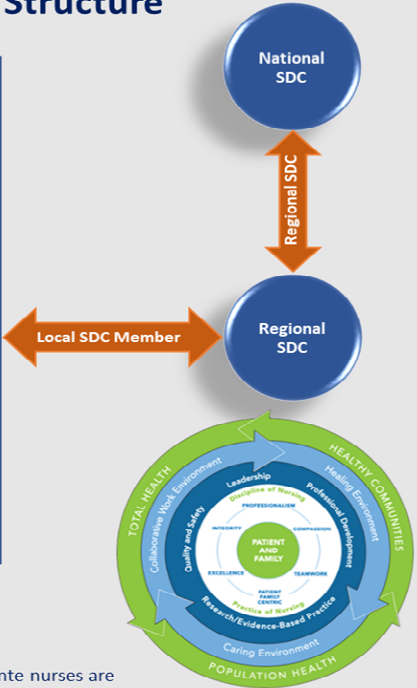 Structure
National
SDC
Regional SDC
Local SDC Member
Regional
SDC
TOTAL HEALTH
HEALTHY COMMUNITIES
POPULATION HEALTH
Collaborative Work Environment
Healing Environment
Caring Environment
Leadership
Professional Development
Quality and Safety
Research/Evidence-Based Practice
Discipline of Nursing
PROFESSIONALISM
INTEGRITY
COMPASSION
PATIENT
AND
FAMILY
EXCELLENCE
TEAMWORK
PATIENT
FAMILY
CENTRIC
Practice of Nursing
nte nurses are